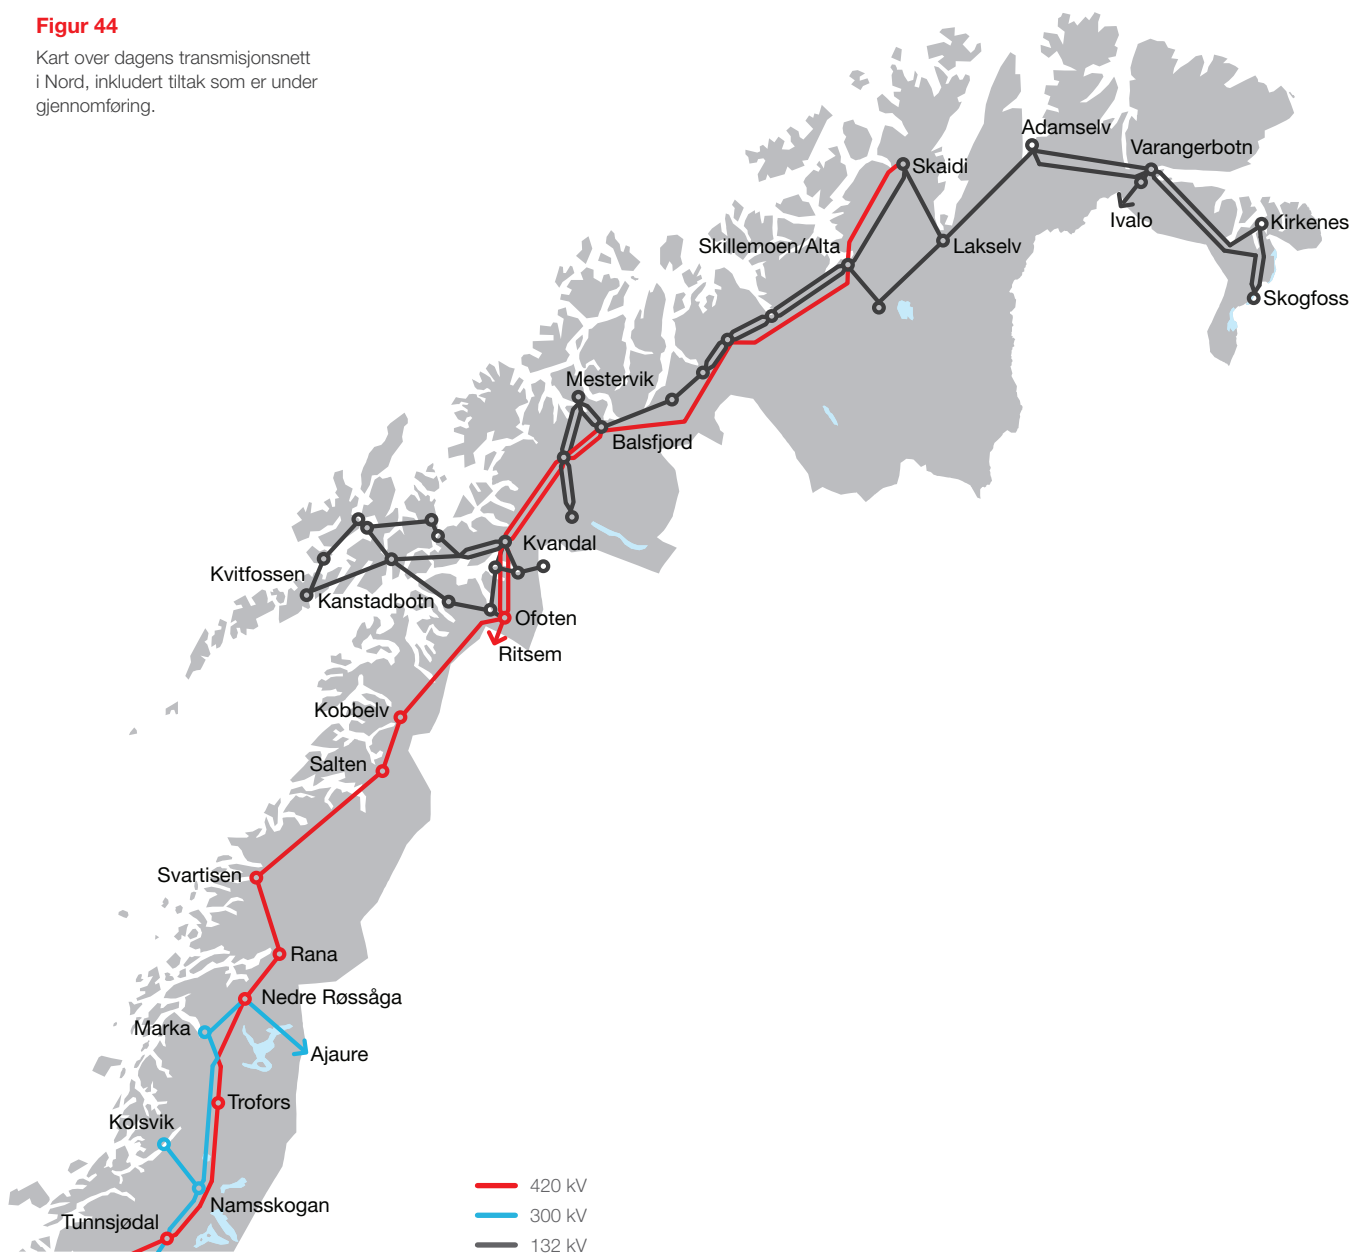 Figur 44
Kart over dagens transmisjonsnett
i Nord, inkludert tiltak som er under
gjennomføring.
Adamselv
Varangerbotn
Skaidi
Ivalo
Kirkenes
Skillemoen/Alta
Lakselv
Skogfoss
Mestervik
Balsfjord
Kvandal
Kvitfossen
Kanstadbotn
Ofoten
Ritsem
Kobbelv
Salten
Svartisen
Rana
Nedre Røssåga
Marka
Ajaure
Trofors
Kolsvik
Namsskogan
Tunnsjødal
420 kV
300 kV
132 kV